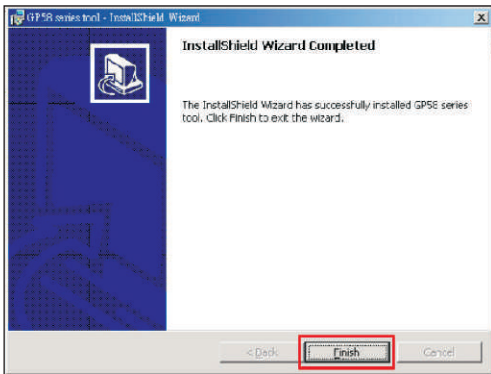 GP58 series tool - InstallShield Wizard
InstallShield Wizard Completed
The InstallShield Wizard has successfully installed GP58 series
tool. Click Finish to exit the wizard.
< Back
Finish
Cancel